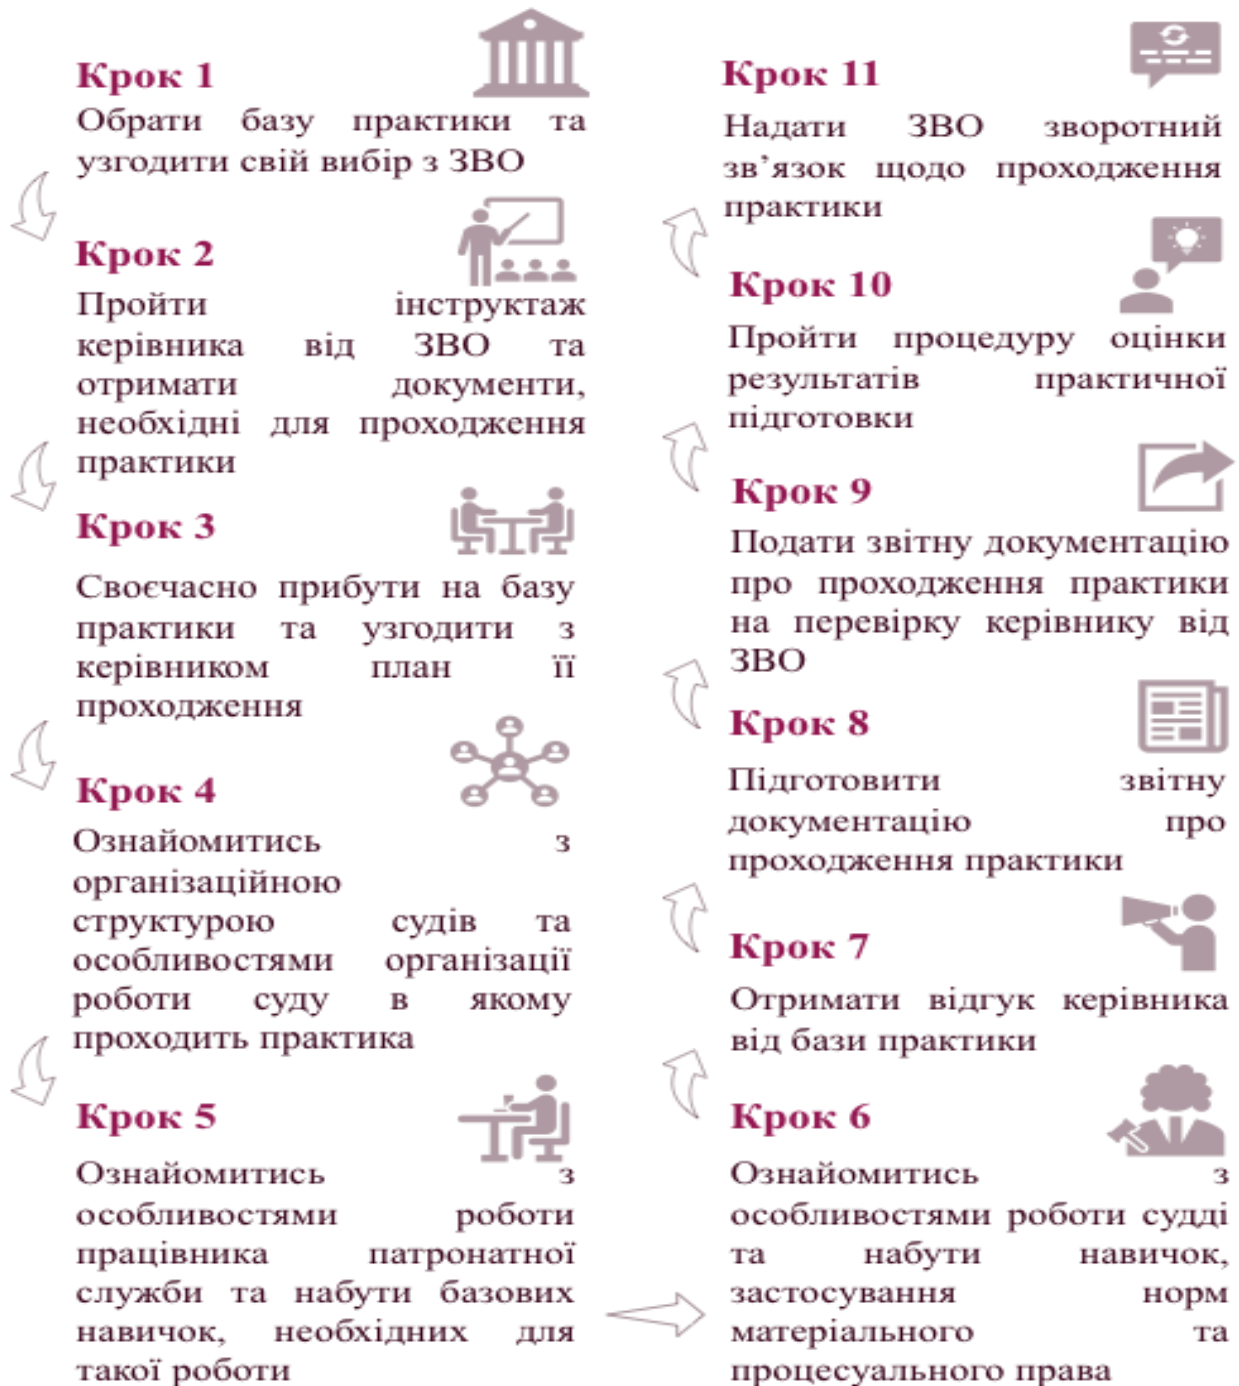 Крок 1
Обрати базу практики та
узгодити свій вибір з ЗВО
Крок 2
Пройти інструктаж
керівника від ЗВО та
отримати документи,
необхідні для проходження
практики
Крок 3
Своєчасно прибути на базу
практики та узгодити з
керівником план її
проходження
Крок 4
Ознайомитись з
організаційною
структурою судів та
особливостями організації
роботи суду в якому
проходить практика
Крок 5
Ознайомитись з
особливостями роботи
працівника патронатної
служби та набути базових
навичок, необхідних для
такої роботи
Крок 6
Ознайомитись з
особливостями роботи судді
та набути навичок,
застосування норм
матеріального та
процесуального права
Крок 7
Отримати відгук керівника
від бази практики
Крок 8
Підготовити звітну
документацію про
проходження практики
Крок 9
Подати звітну документацію
про проходження практики
на перевірку керівнику від
ЗВО
Крок 10
Пройти процедуру оцінки
результатів практичної
підготовки
Крок 11
Надати ЗВО зворотний
зв’язок щодо проходження
практики